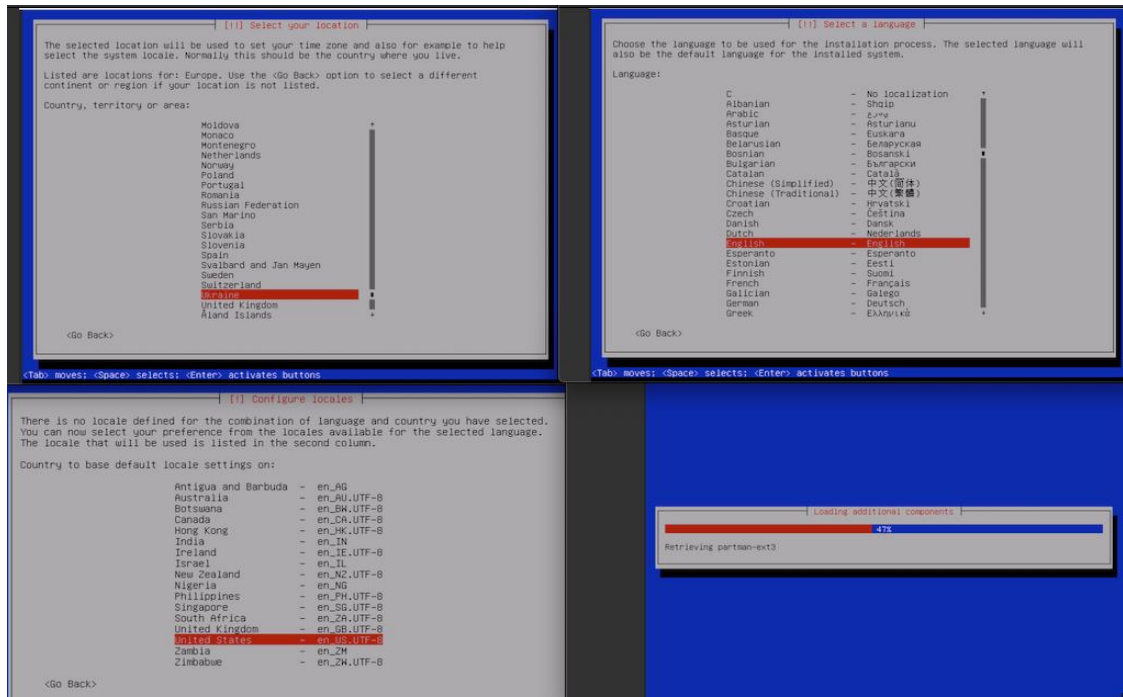 [!!] Select your location
The selected location will be used to set your time zone and also for example to help
select the system locale. Normally this should be the country where you live.
Listed are locations for: Europe. Use the <Go Back> option to select a different
continent or region if your location is not listed.
Country, territory or area:
Moldova
Monaco
Montenegro
Netherlands
Norway
Poland
Portugal
Romania
Russian Federation
San Marino
Serbia
Slovakia
Slovenia
Spain
Svalbard and Jan Mayen
Sweden
Switzerland
Ukraine
United Kingdom
Åland Islands
<Go Back>
<Tab> moves; <Space> selects; <Enter> activates buttons
[!!] Select a language
Choose the language to be used for the installation process. The selected language will
also be the default language for the installed system.
Language:
C - No localization
Albanian - Shqip
Arabic - عربي
Asturian - Asturianu
Basque - Euskara
Belarusian - Беларуская
Bosnian - Bosanski
Bulgarian - Български
Catalan - Català
Chinese (Simplified) - 中文(简体)
Chinese (Traditional) - 中文(繁體)
Croatian - Hrvatski
Czech - Čeština
Danish - Dansk
Dutch - Nederlands
English - English
Esperanto - Esperanto
Estonian - Eesti
Finnish - Suomi
French - Français
Galician - Galego
German - Deutsch
Greek - Ελληνικά
<Go Back>
<Tab> moves; <Space> selects; <Enter> activates buttons
[!] Configure locales
There is no locale defined for the combination of language and country you have selected.
You can now select your preference from the locales available for the selected language.
The locale that will be used is listed in the second column.
Country to base default locale settings on:
Antigua and Barbuda - en_AG
Australia - en_AU.UTF-8
Botswana - en_BW.UTF-8
Canada - en_CA.UTF-8
Hong Kong - en_HK.UTF-8
India - en_IN
Ireland - en_IE.UTF-8
Israel - en_IL
New Zealand - en_NZ.UTF-8
Nigeria - en_NG
Philippines - en_PH.UTF-8
Singapore - en_SG.UTF-8
South Africa - en_ZA.UTF-8
United Kingdom - en_GB.UTF-8
United States - en_US.UTF-8
Zambia - en_ZM
Zimbabwe - en_ZW.UTF-8
<Go Back>
Loading additional components
47%
Retrieving partman-ext3